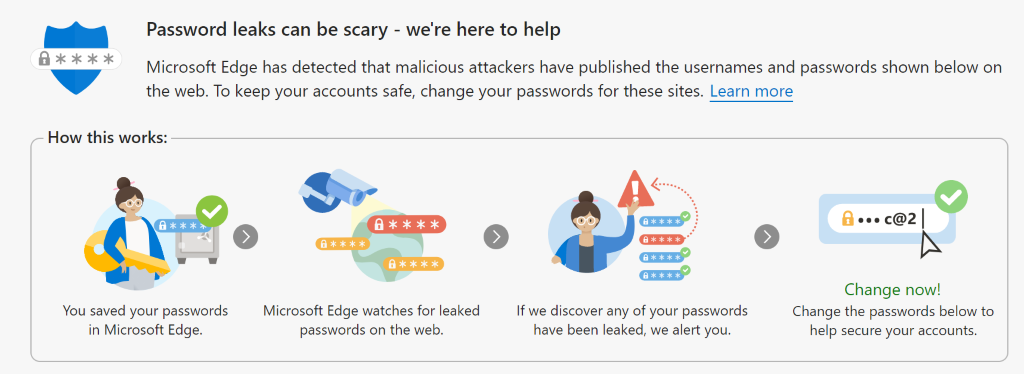 Password leaks can be scary - we're here to help
Microsoft Edge has detected that malicious attackers have published the usernames and passwords shown below on
the web. To keep your accounts safe, change your passwords for these sites. Learn more
How this works:
You saved your passwords
in Microsoft Edge.
Microsoft Edge watches for leaked
passwords on the web.
If we discover any of your passwords
have been leaked, we alert you.
••• c@2
Change now!
Change the passwords below to
help secure your accounts.